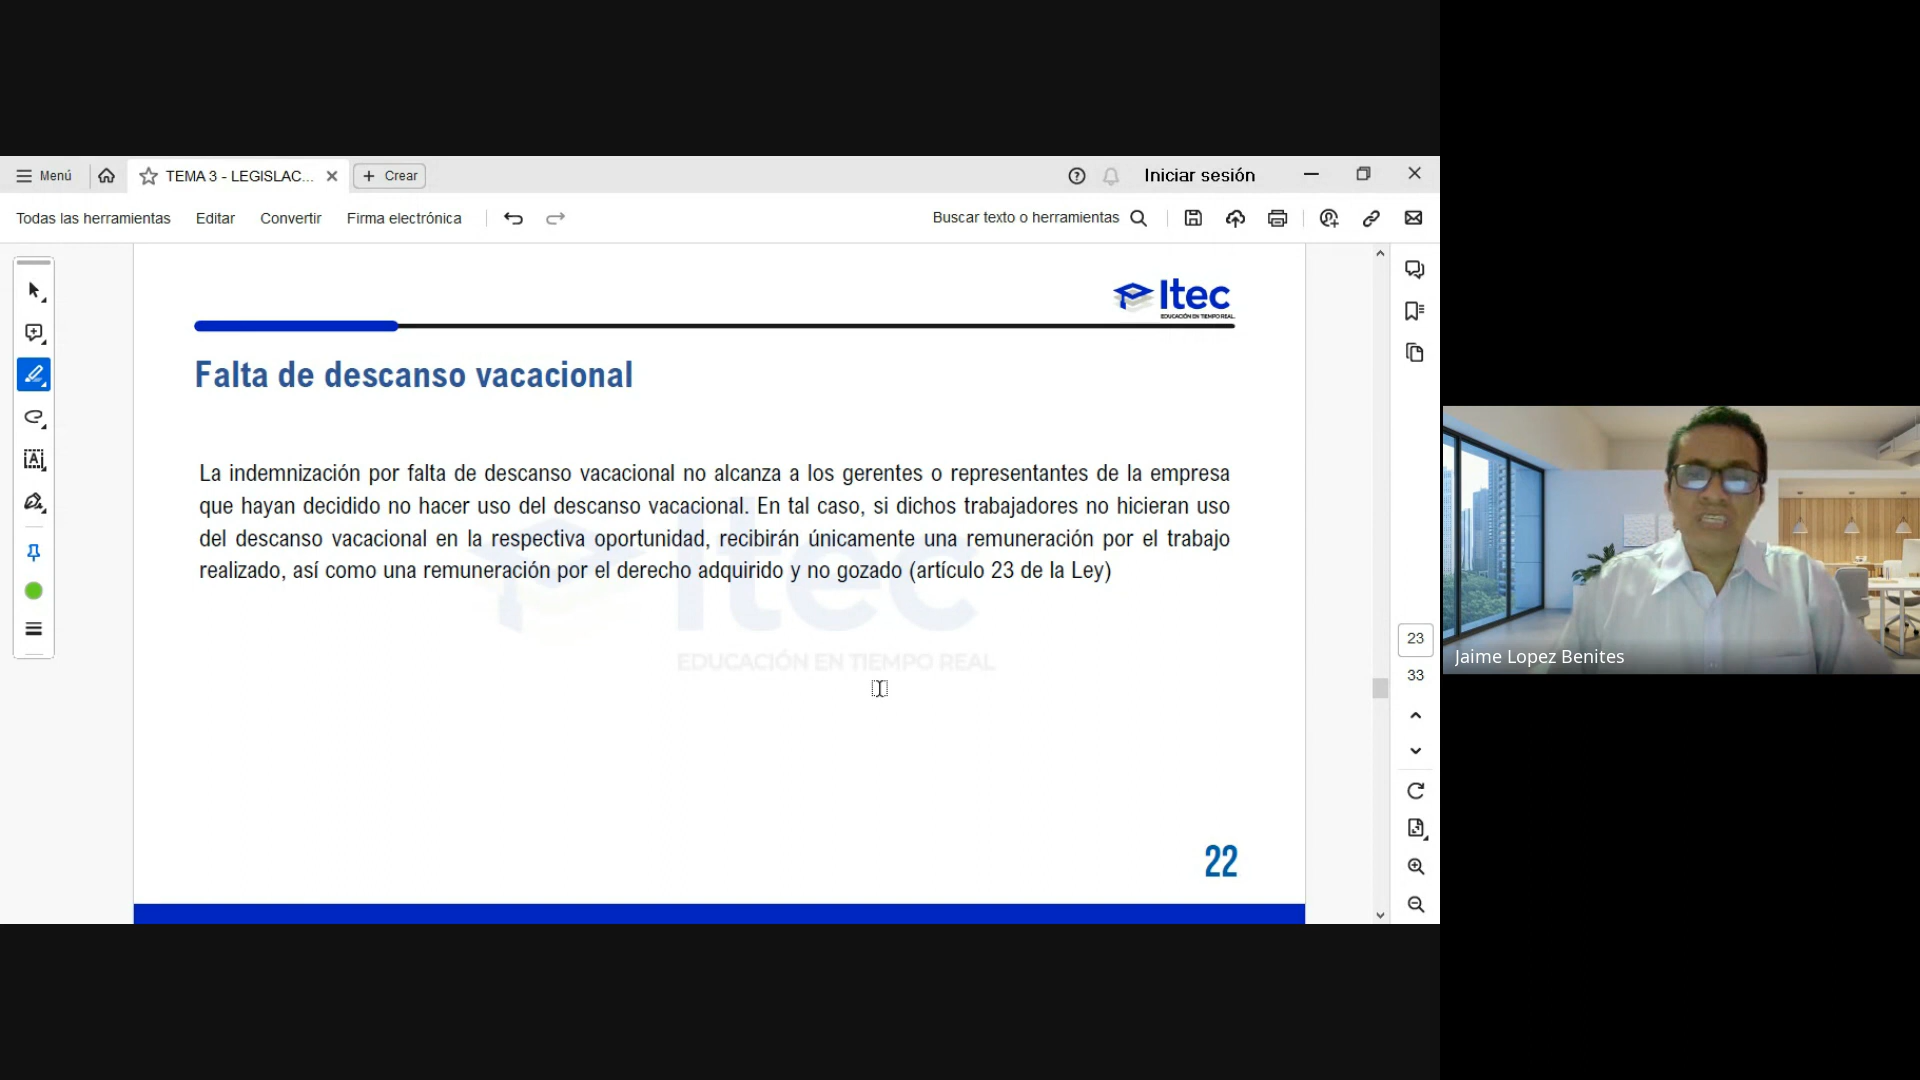 Menú
TEMA 3 - LEGISLAC...
Crear
Iniciar sesión
Todas las herramientas
Editar
Convertir
Firma electrónica
Buscar texto o herramientas
Itec
EDUCACIÓN EN TIEMPO REAL
Falta de descanso vacacional
La indemnización por falta de descanso vacacional no alcanza a los gerentes o representantes de la empresa
que hayan decidido no hacer uso del descanso vacacional. En tal caso, si dichos trabajadores no hicieran uso
del descanso vacacional en la respectiva oportunidad, recibirán únicamente una remuneración por el trabajo
realizado, así como una remuneración por el derecho adquirido y no gozado (artículo 23 de la Ley)
Itec
EDUCACIÓN EN TIEMPO REAL
23
33
22
Jaime Lopez Benites